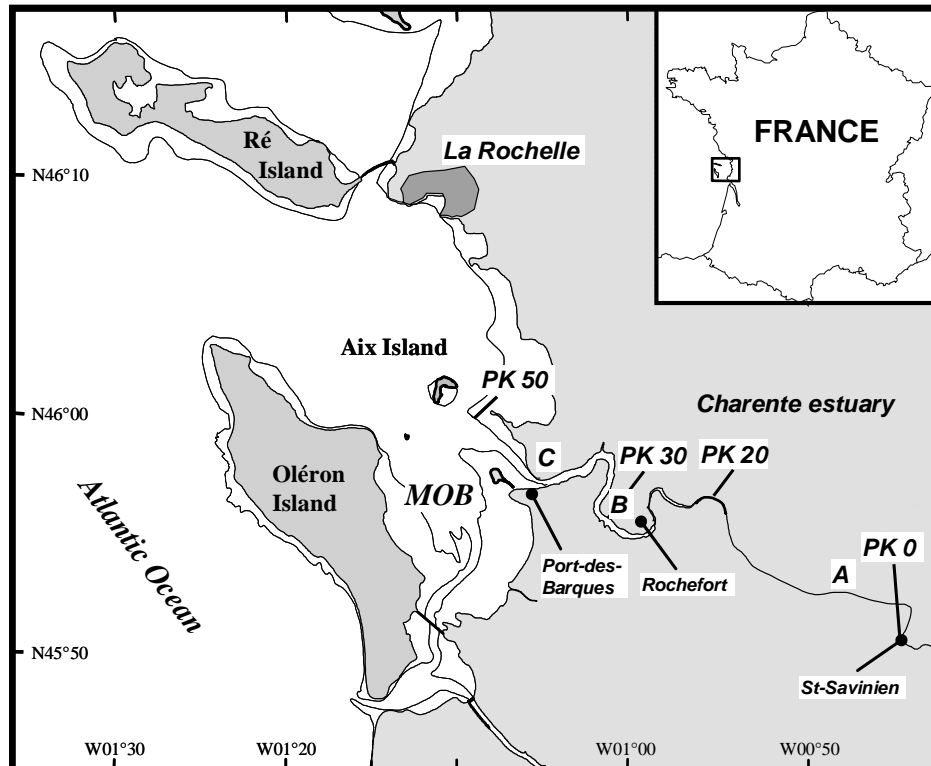 FRANCE
Ré
Island
La Rochelle
N46°10
Aix Island
PK 50
N46°00
Charente estuary
C
PK 30
PK 20
Oléron
Island
MOB
B
Atlantic Ocean
Port-des-
Barques
Rochefort
A
PK 0
N45°50
St-Savinien
W01°30
W01°20
W01°00
W00°50